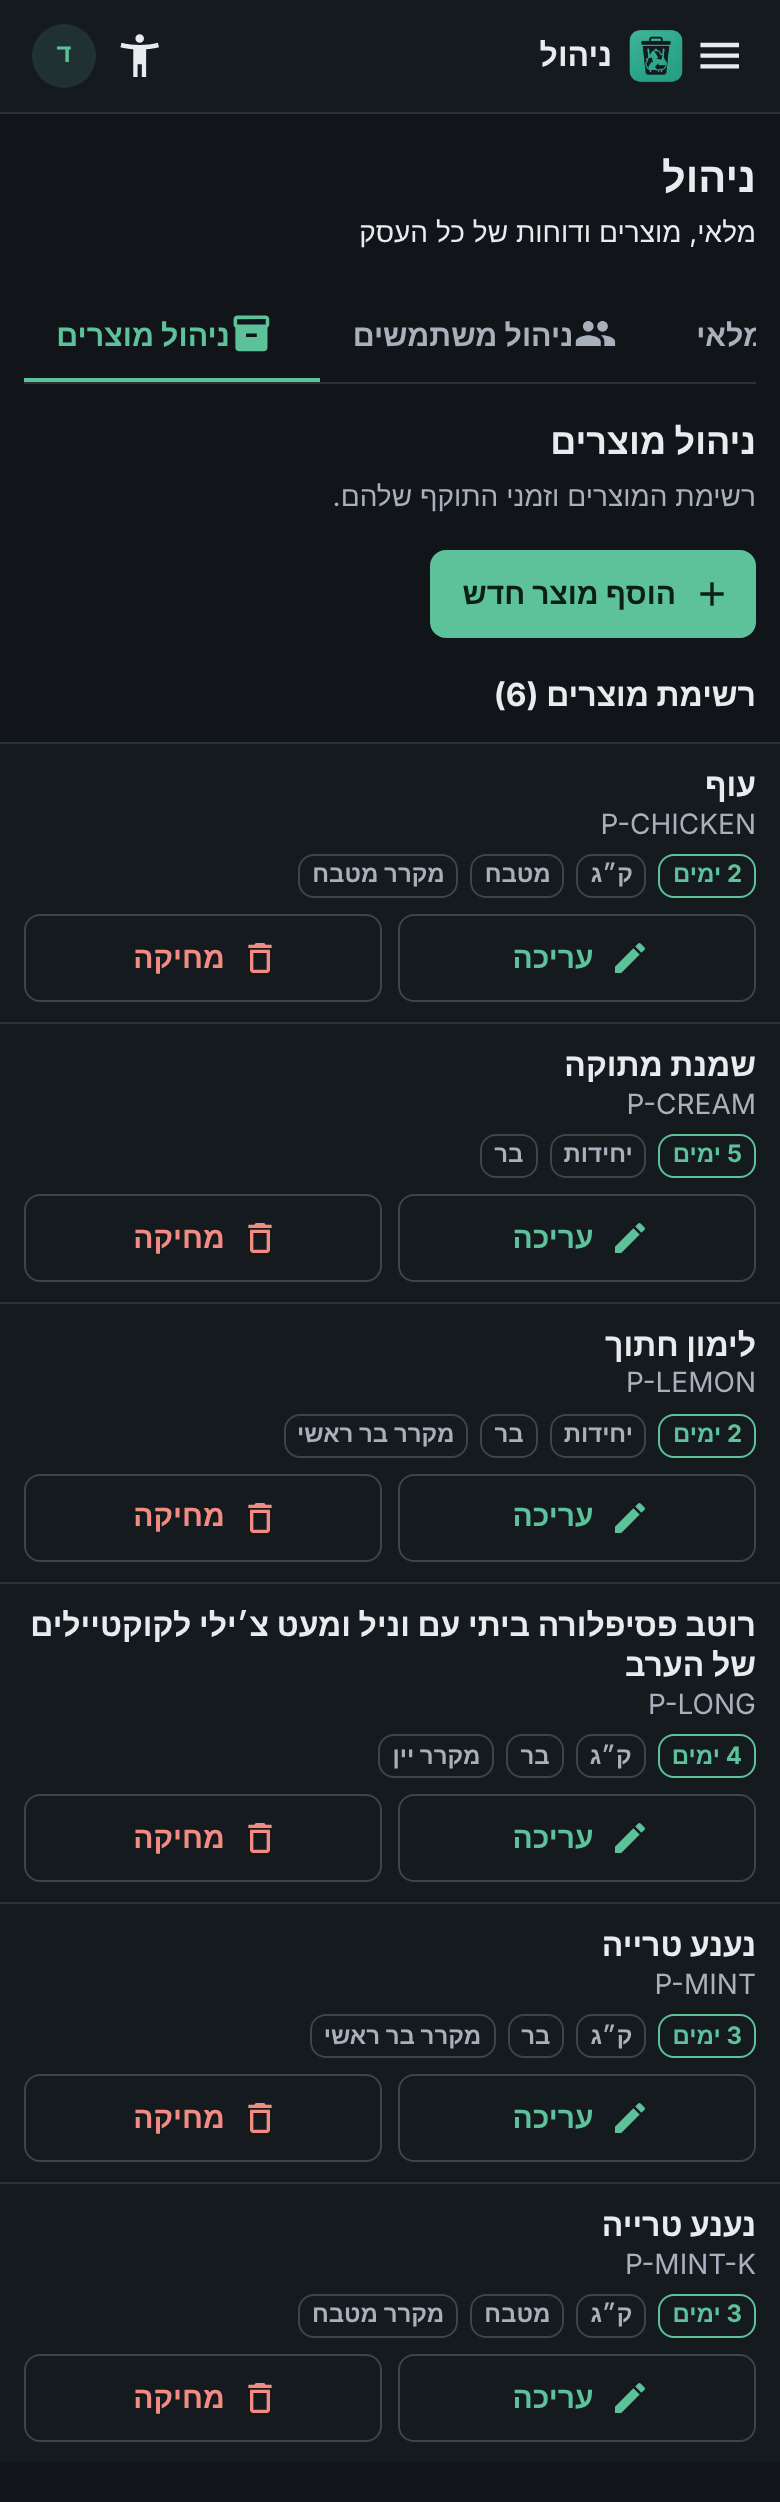 ניהול
ד
ניהול
מלאי, מוצרים ודוחות של כל העסק
מלאי
ניהול משתמשים
ניהול מוצרים
ניהול מוצרים
רשימת המוצרים וזמני התוקף שלהם.
הוסף מוצר חדש
רשימת מוצרים (6)
עוף
P-CHICKEN
2 ימים ק״ג מטבח מקרר מטבח
עריכה מחיקה
שמנת מתוקה
P-CREAM
5 ימים יחידות בר
עריכה מחיקה
לימון חתוך
P-LEMON
2 ימים יחידות בר מקרר בר ראשי
עריכה מחיקה
רוטב פסיפלורה ביתי עם וניל ומעט צ׳ילי לקוקטיילים
של הערב
P-LONG
4 ימים ק״ג בר מקרר יין
עריכה מחיקה
נענע טרייה
P-MINT
3 ימים ק״ג בר מקרר בר ראשי
עריכה מחיקה
נענע טרייה
P-MINT-K
3 ימים ק״ג מטבח מקרר מטבח
עריכה מחיקה